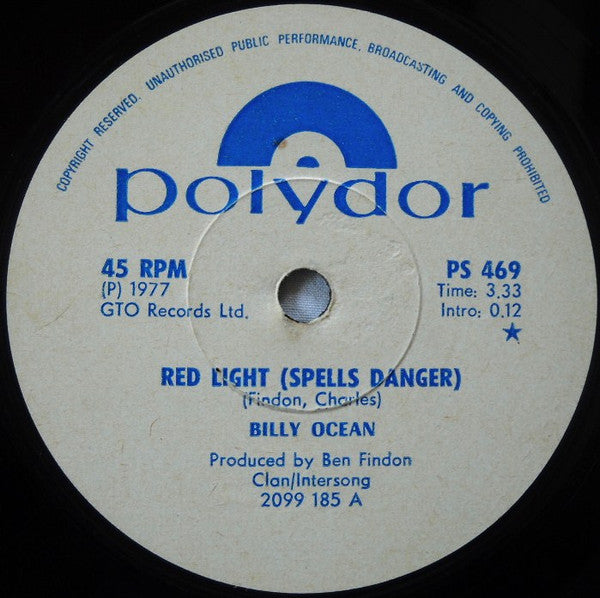 COPYRIGHT RESERVED. UNAUTHORISED PUBLIC PERFORMANCE, BROADCASTING AND COPYING PROHIBITED
polydor
45 RPM
(P) 1977
GTO Records Ltd.
PS 469
Time: 3.33
Intro: 0.12
RED LIGHT (SPELLS DANGER)
(Findon, Charles)
BILLY OCEAN
Produced by Ben Findon
Clan/Intersong
2099 185 A